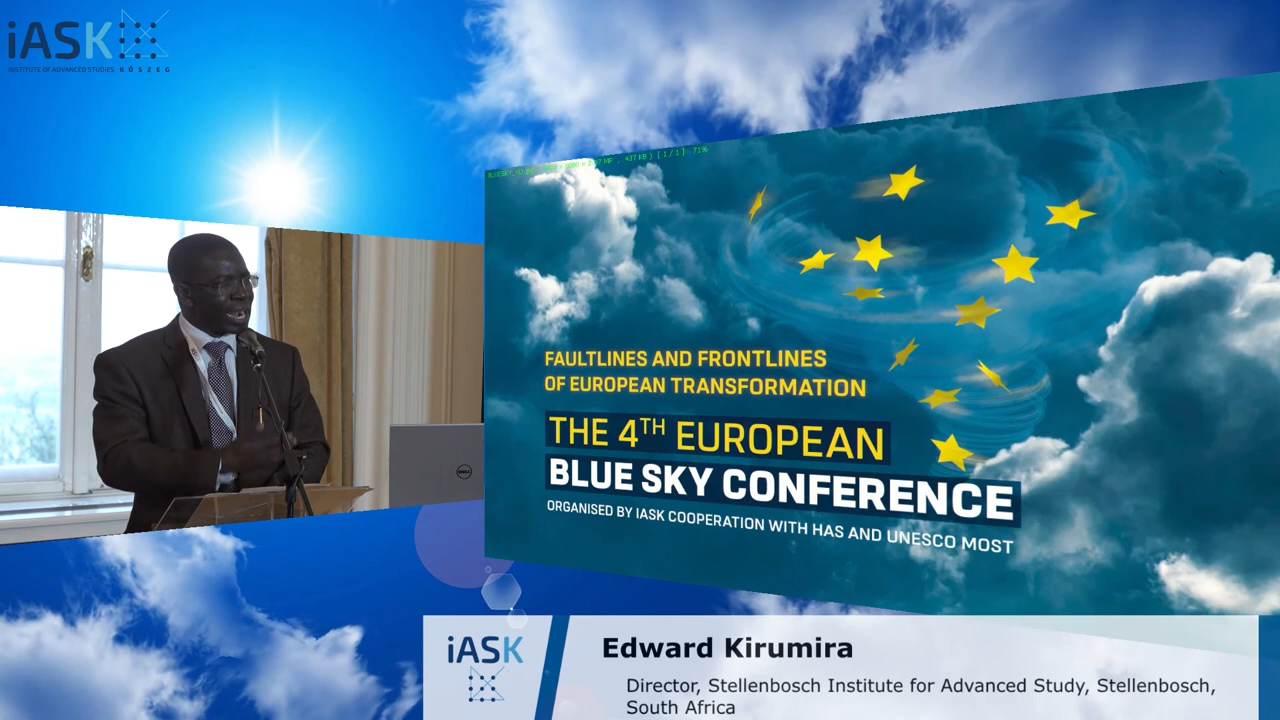 iASK
INSTITUTE OF ADVANCED STUDIES KŐSZEG
FAULTLINES AND FRONTLINES
OF EUROPEAN TRANSFORMATION
THE 4TH EUROPEAN
BLUE SKY CONFERENCE
ORGANISED BY IASK COOPERATION WITH HAS AND UNESCO MOST
DELL
iASK
Edward Kirumira
Director, Stellenbosch Institute for Advanced Study, Stellenbosch,
South Africa